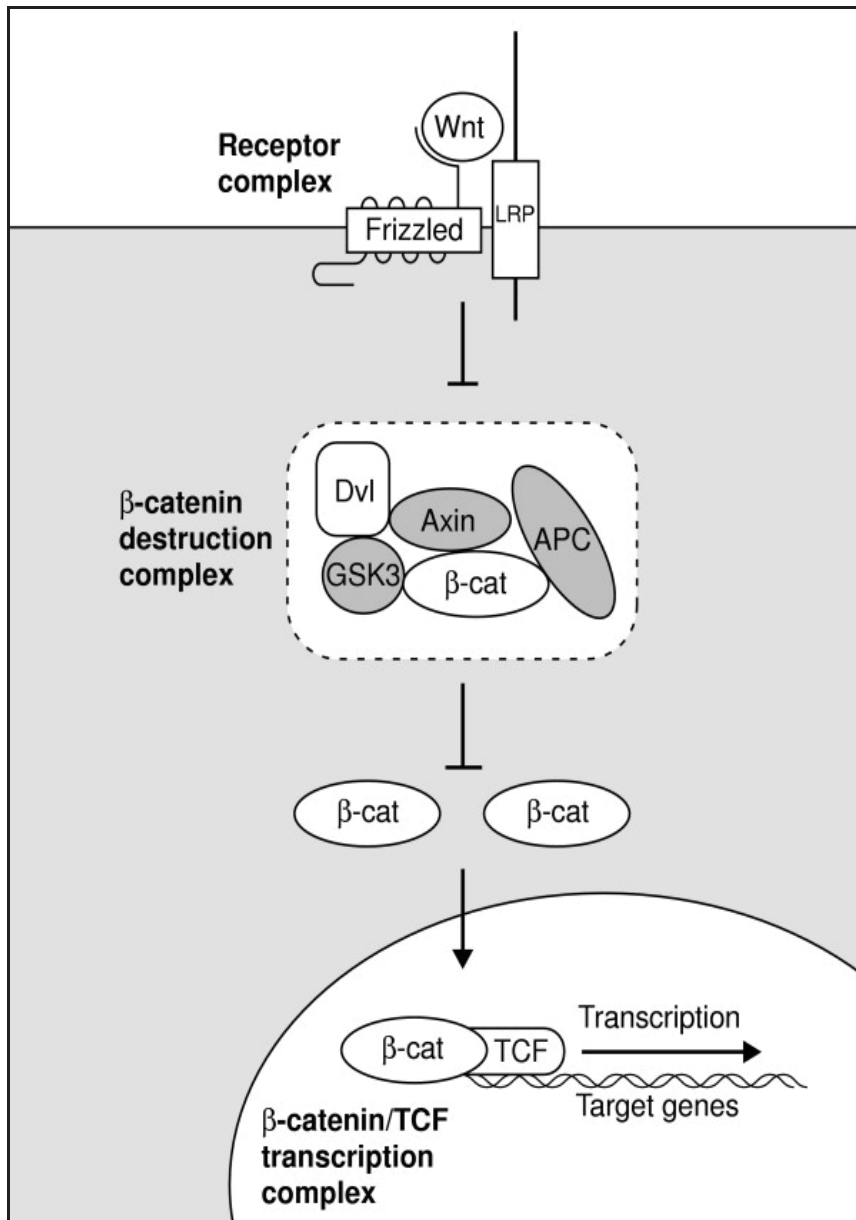 Wnt
Receptor
complex
LRP
Frizzled
Dvl
Axin
APC
β-catenin
destruction
complex
GSK3
β-cat
β-cat
β-cat
Transcription
β-cat
TCF
Target genes
β-catenin/TCF
transcription
complex